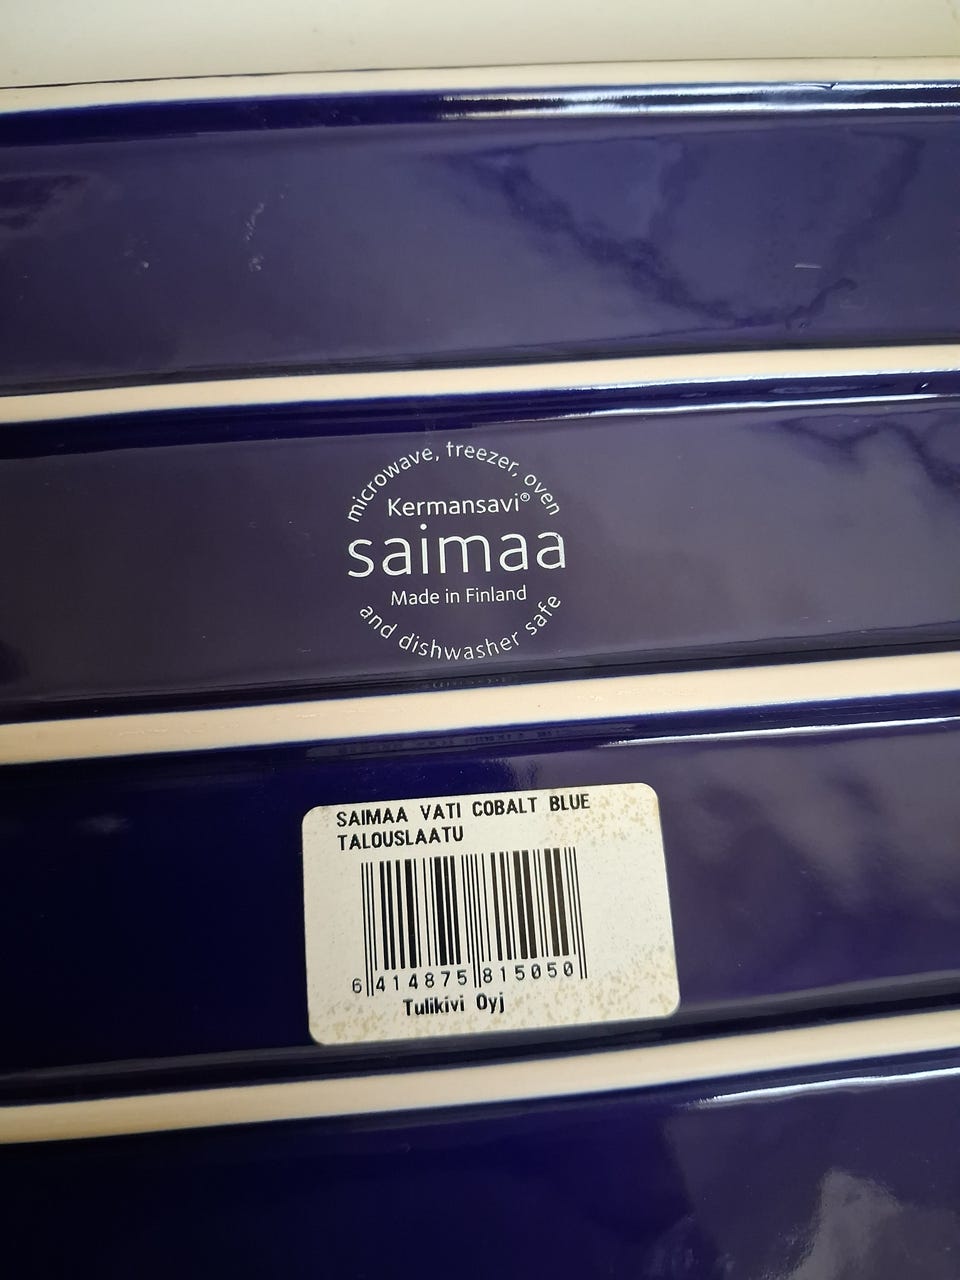 microwave, freezer, oven
Kermansavi®
saimaa
Made in Finland
and dishwasher safe
SAIMAA VATI COBALT BLUE
TALOUSLAATU
6 414875 815050
Tulikivi Oyj